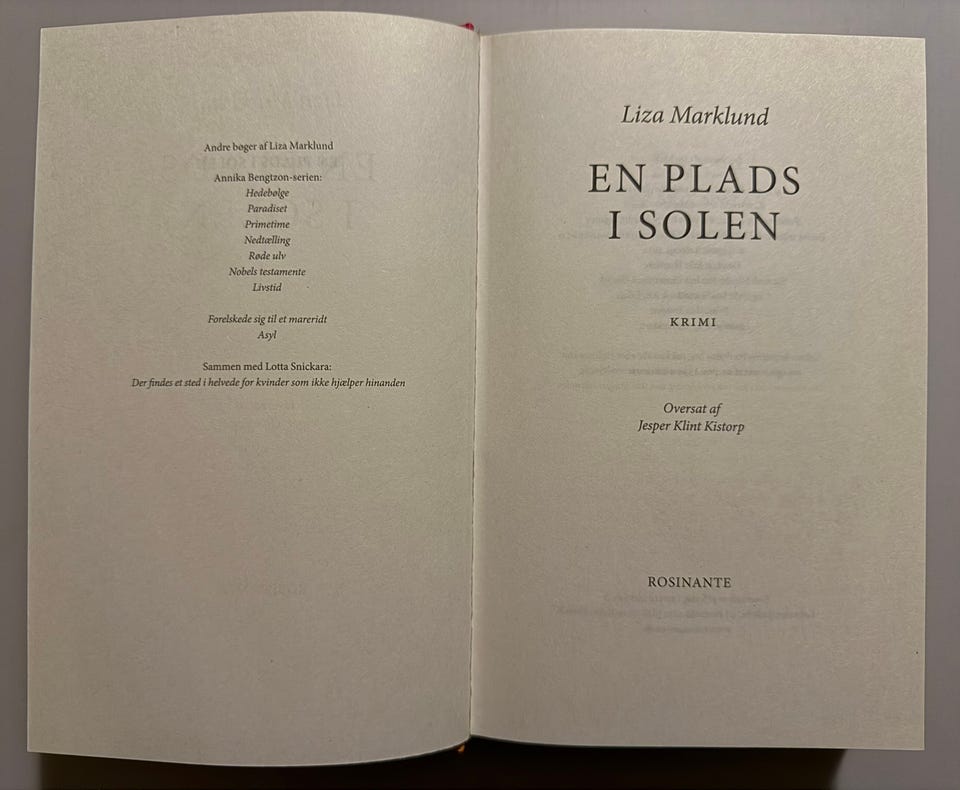 Andre bøger af Liza Marklund
Annika Bengtzon-serien:
Hedebølge
Paradiset
Primetime
Nedtælling
Røde ulv
Nobels testamente
Livstid
Forelskede sig til et mareridt
Asyl
Sammen med Lotta Snickara:
Der findes et sted i helvede for kvinder som ikke hjælper hinanden
Liza Marklund
EN PLADS
I SOLEN
KRIMI
Oversat af
Jesper Klint Kistorp
ROSINANTE